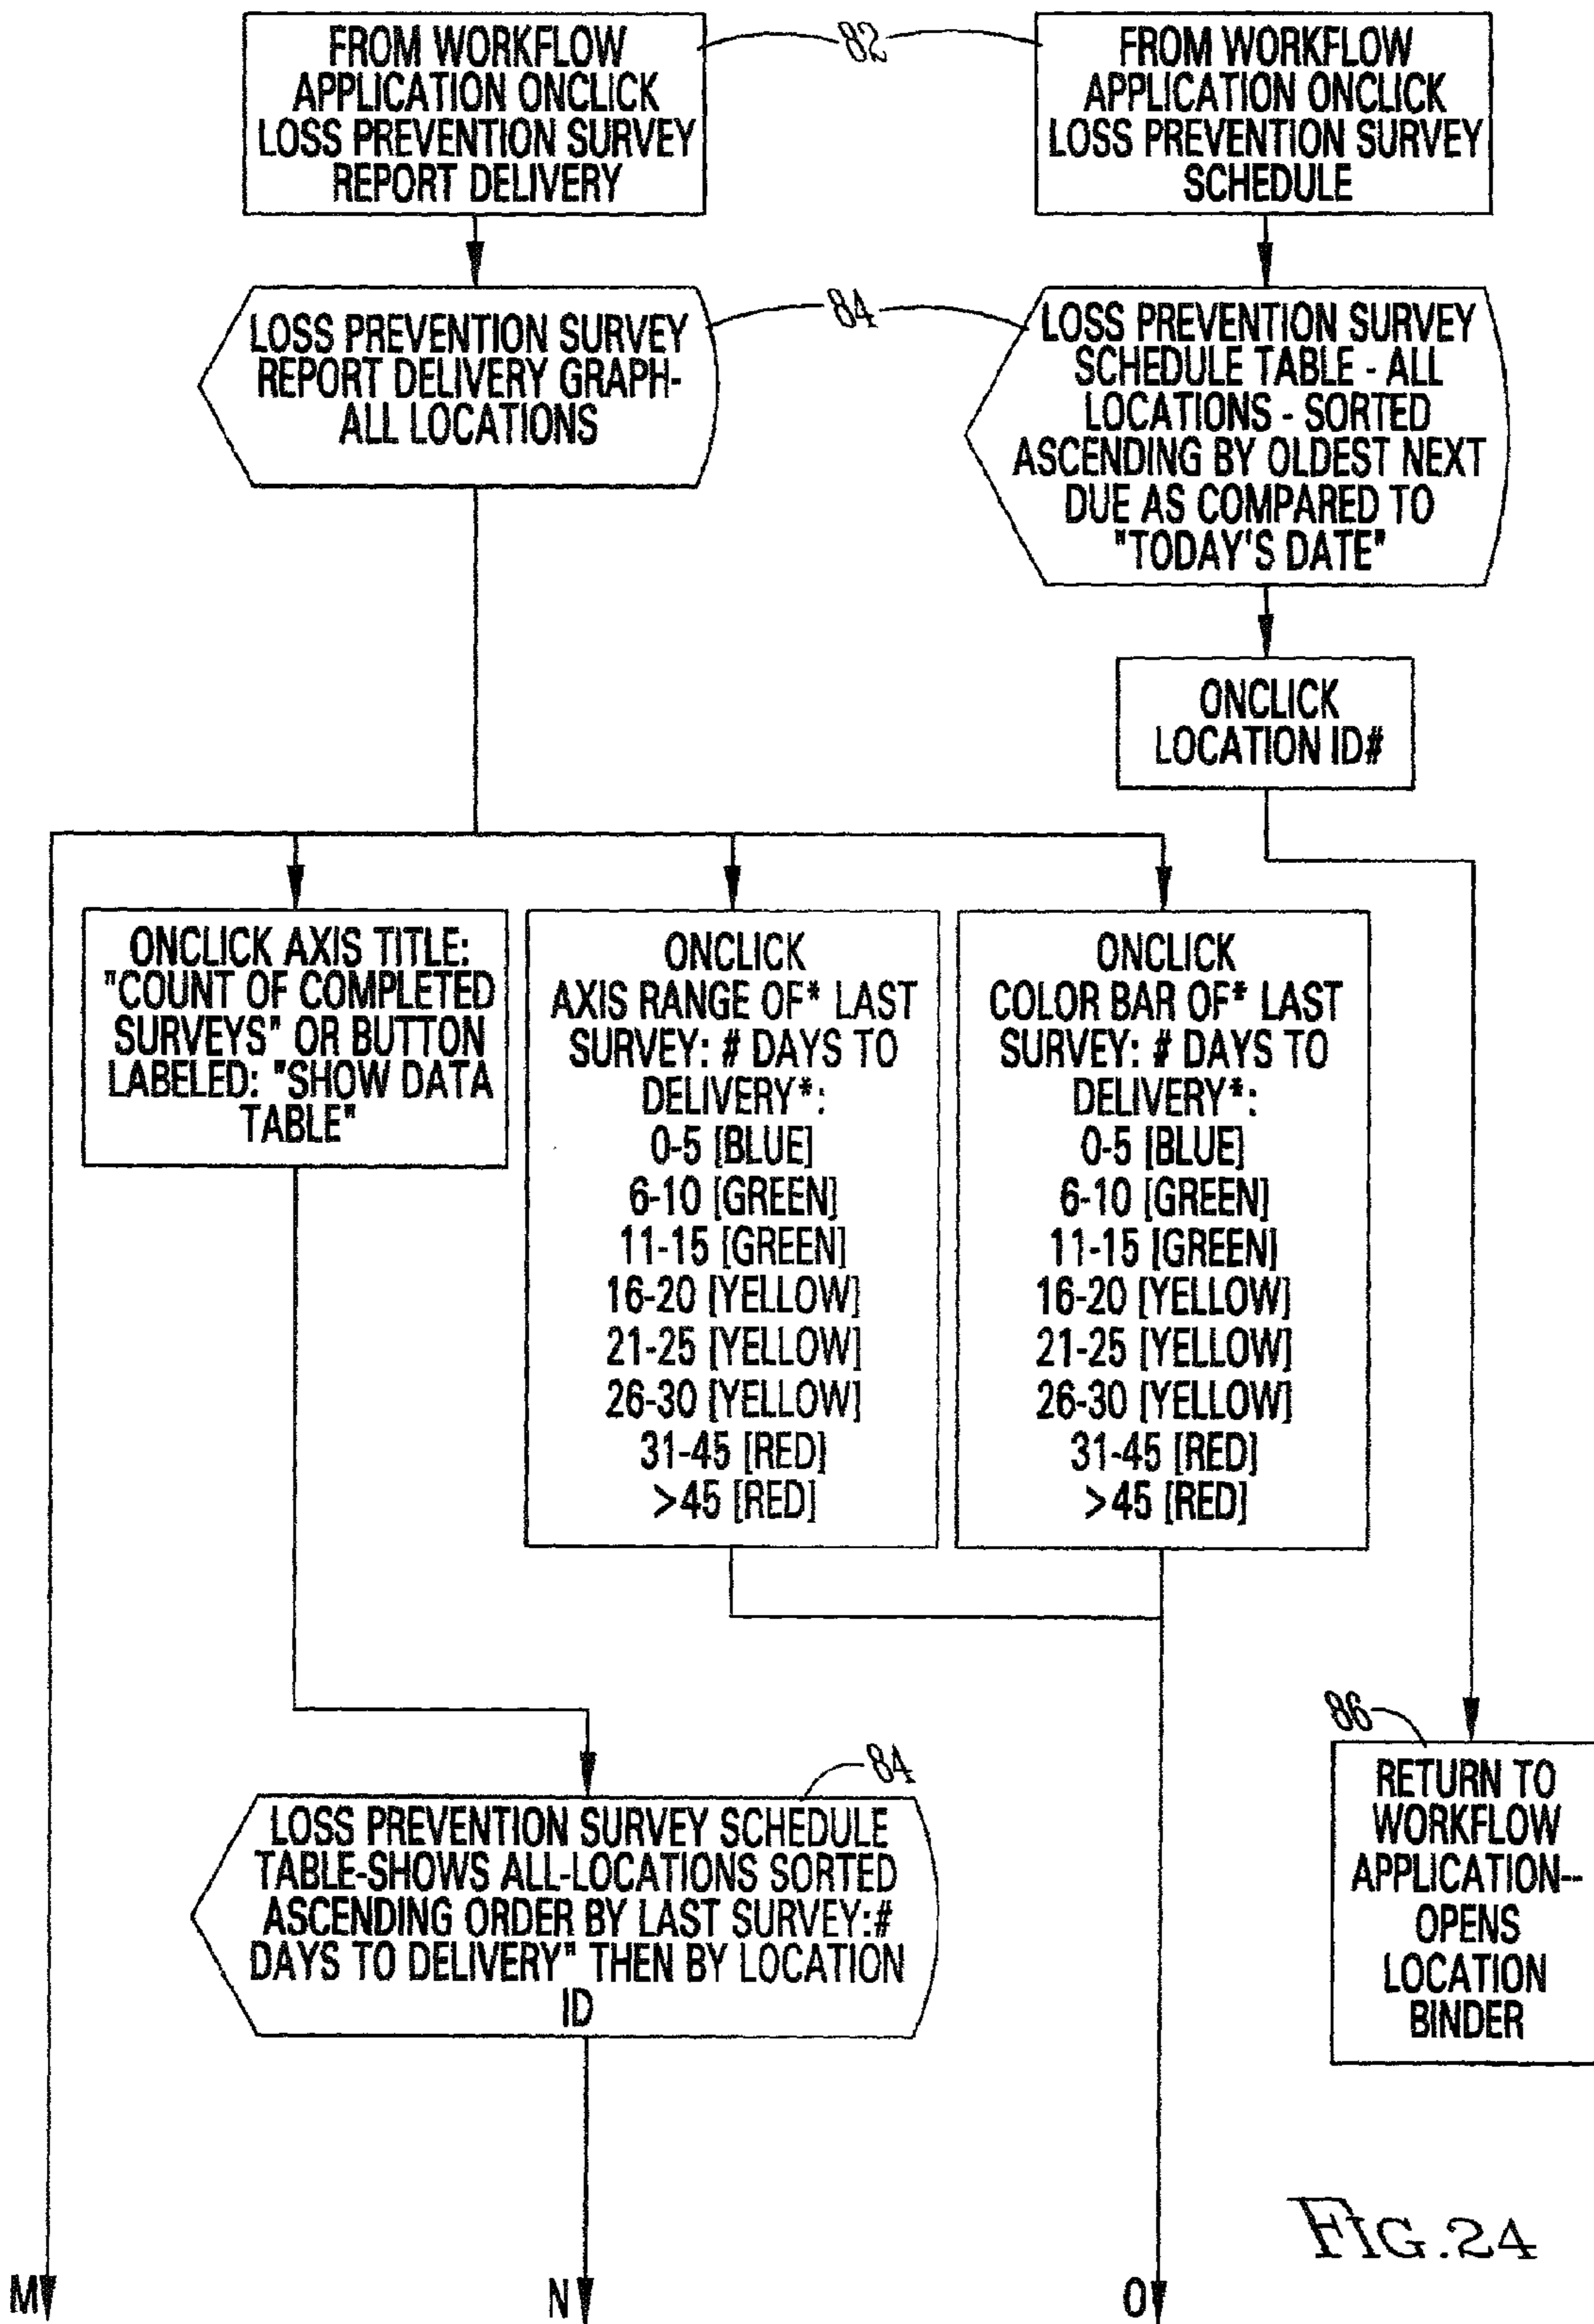 FROM WORKFLOW
APPLICATION ONCLICK
LOSS PREVENTION SURVEY
REPORT DELIVERY
82
FROM WORKFLOW
APPLICATION ONCLICK
LOSS PREVENTION SURVEY
SCHEDULE
LOSS PREVENTION SURVEY
REPORT DELIVERY GRAPH-
ALL LOCATIONS
84
LOSS PREVENTION SURVEY
SCHEDULE TABLE - ALL
LOCATIONS - SORTED
ASCENDING BY OLDEST NEXT
DUE AS COMPARED TO
"TODAY'S DATE"
ONCLICK
LOCATION ID#
ONCLICK AXIS TITLE:
"COUNT OF COMPLETED
SURVEYS" OR BUTTON
LABELED: "SHOW DATA
TABLE"
ONCLICK
AXIS RANGE OF* LAST
SURVEY: # DAYS TO
DELIVERY*:
0-5 [BLUE]
6-10 [GREEN]
11-15 [GREEN]
16-20 [YELLOW]
21-25 [YELLOW]
26-30 [YELLOW]
31-45 [RED]
>45 [RED]
ONCLICK
COLOR BAR OF* LAST
SURVEY: # DAYS TO
DELIVERY*:
0-5 [BLUE]
6-10 [GREEN]
11-15 [GREEN]
16-20 [YELLOW]
21-25 [YELLOW]
26-30 [YELLOW]
31-45 [RED]
>45 [RED]
84
LOSS PREVENTION SURVEY SCHEDULE
TABLE-SHOWS ALL-LOCATIONS SORTED
ASCENDING ORDER BY LAST SURVEY:#
DAYS TO DELIVERY" THEN BY LOCATION
ID
86
RETURN TO
WORKFLOW
APPLICATION--
OPENS
LOCATION
BINDER
M
N
O
FIG.24